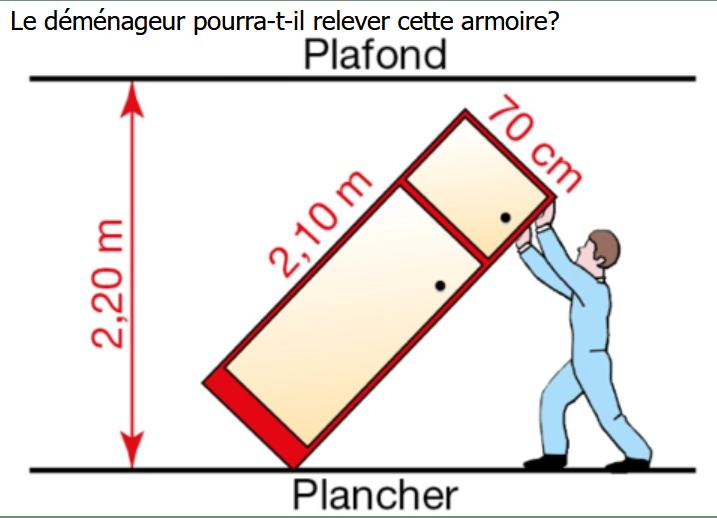 Le déménageur pourra-t-il relever cette armoire?
Plafond
70 cm
2,10 m
2,20 m
Plancher